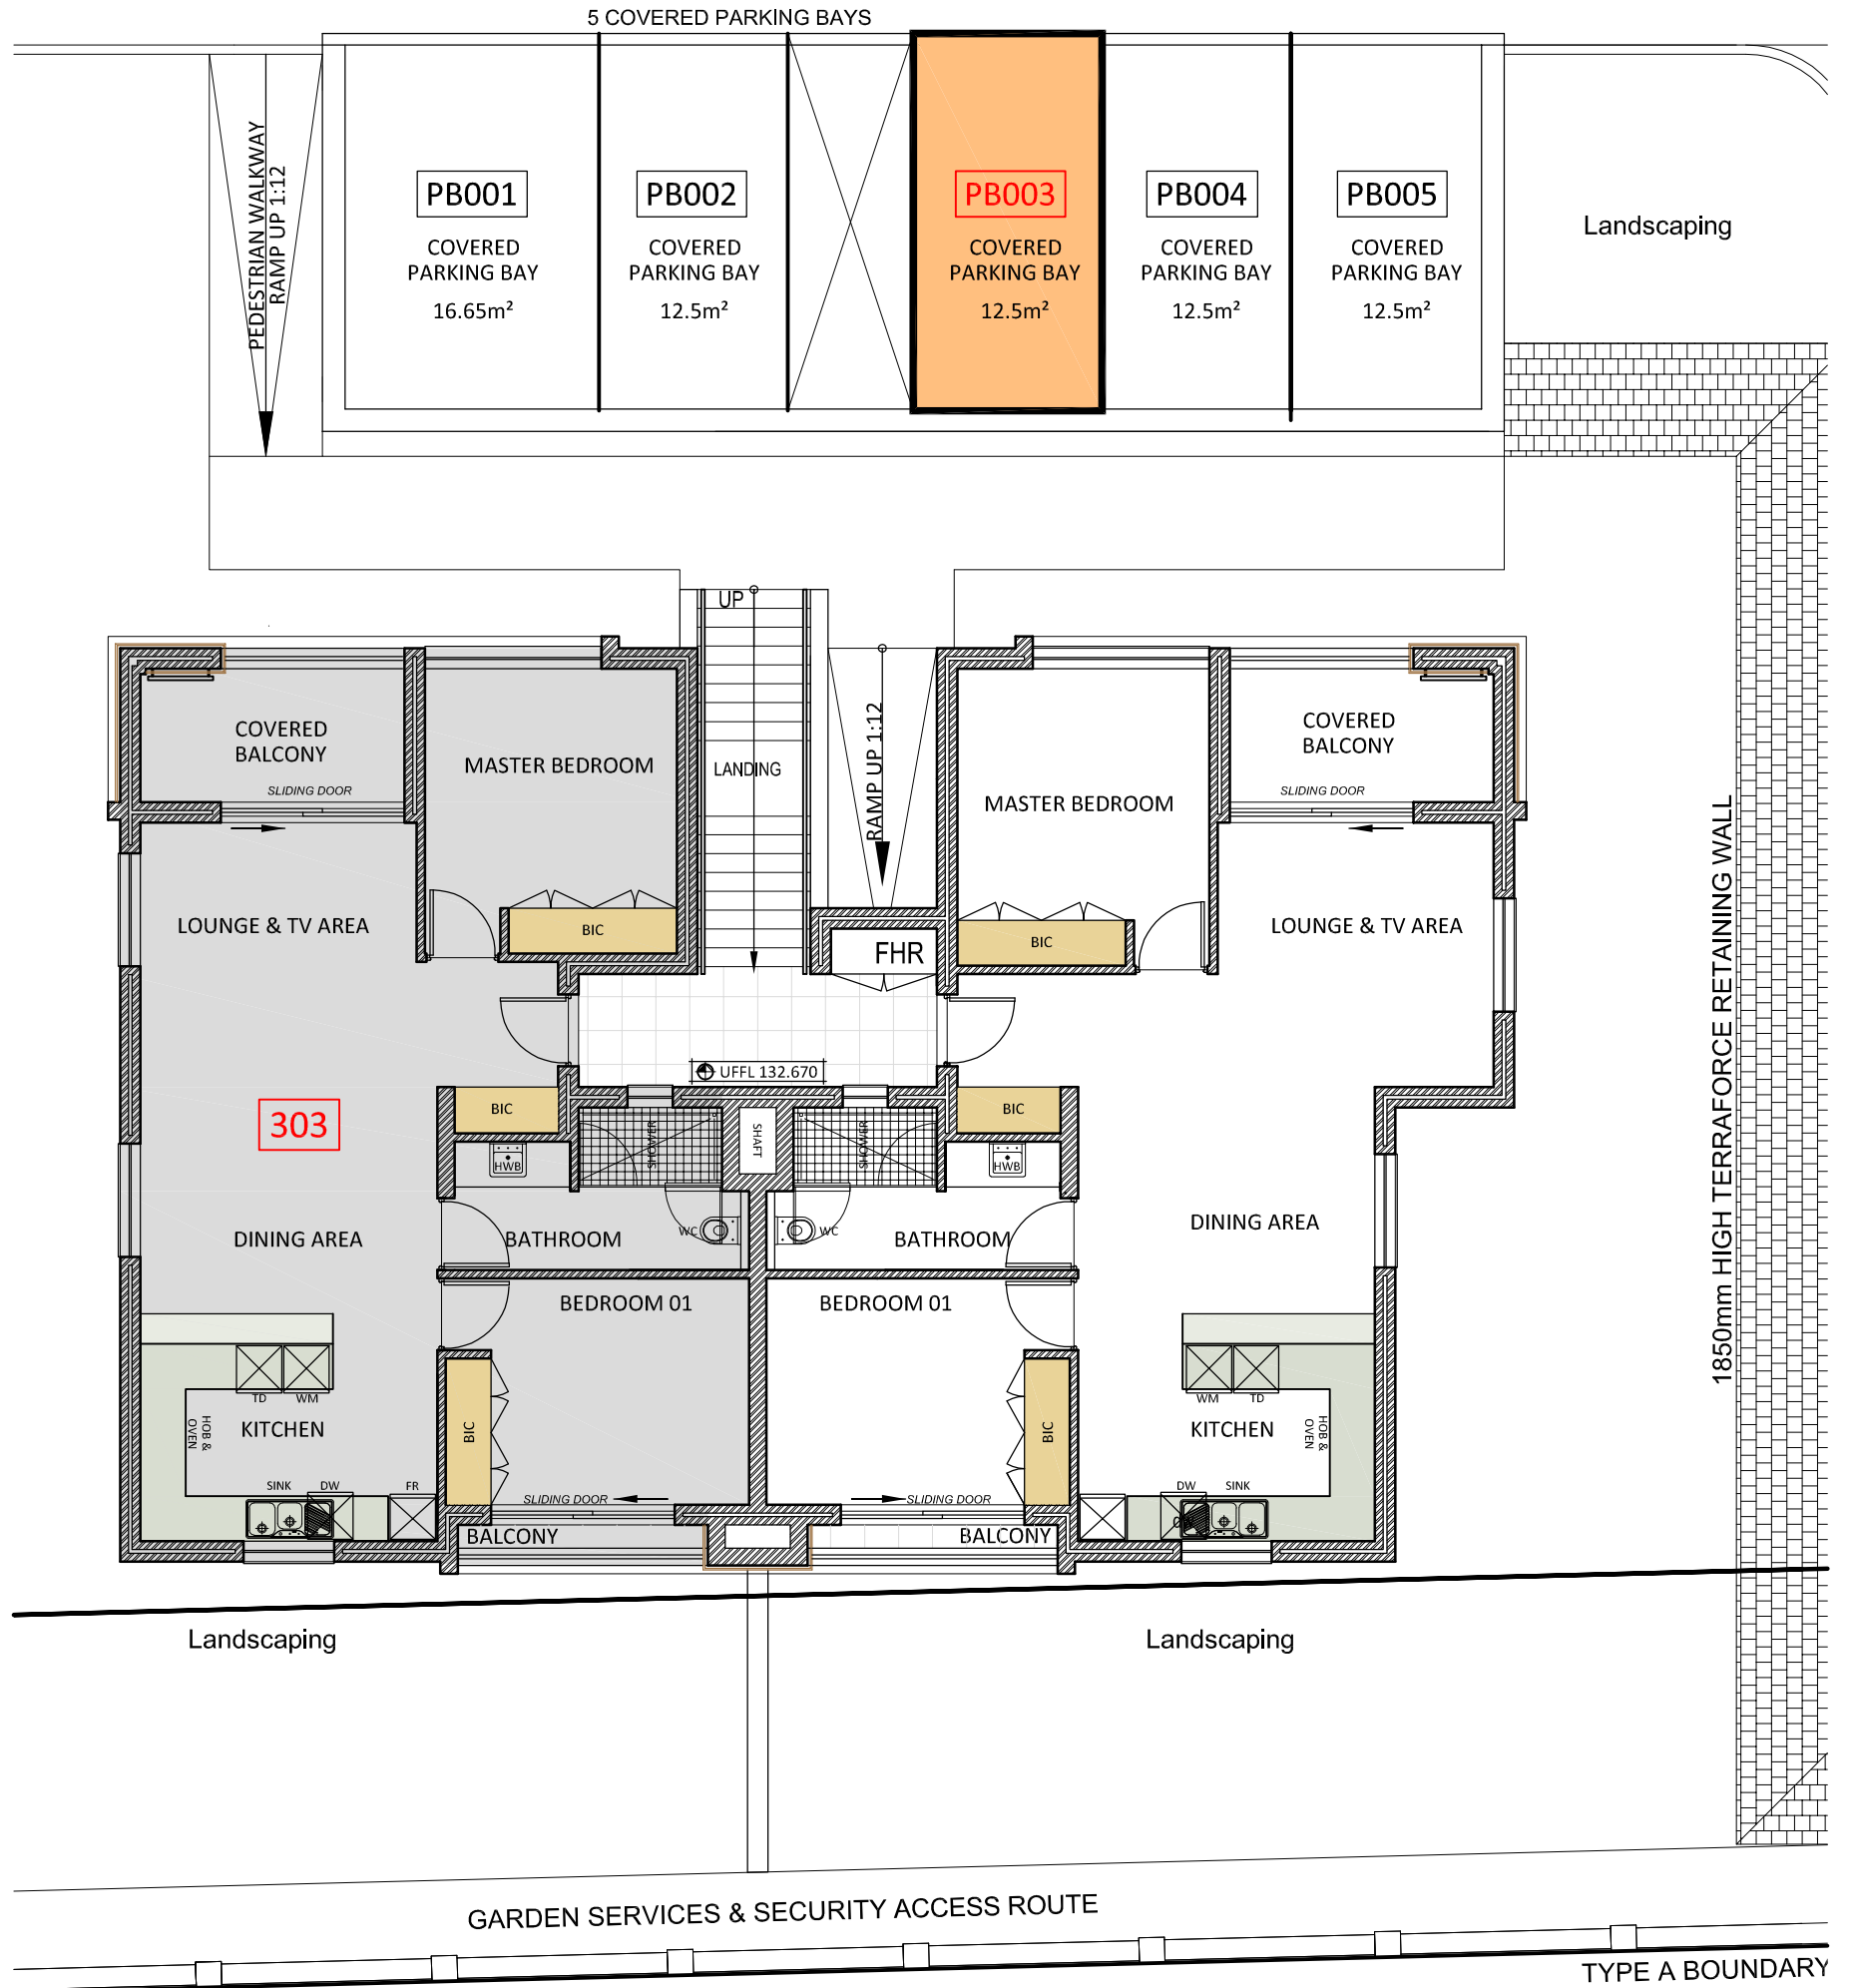 5 COVERED PARKING BAYS
PEDESTRIAN WALKWAY
RAMP UP 1:12
PB001
COVERED
PARKING BAY
16.65m²
PB002
COVERED
PARKING BAY
12.5m²
PB003
COVERED
PARKING BAY
12.5m²
PB004
COVERED
PARKING BAY
12.5m²
PB005
COVERED
PARKING BAY
12.5m²
Landscaping
UP
LANDING
RAMP UP 1:12
COVERED
BALCONY
SLIDING DOOR
MASTER BEDROOM
LOUNGE & TV AREA
BIC
FHR
MASTER BEDROOM
COVERED
BALCONY
SLIDING DOOR
BIC
LOUNGE & TV AREA
1850mm HIGH TERRAFORCE RETAINING WALL
UFFL 132.670
303
BIC
HWB
SHOWER
SHAFT
SHOWER
BIC
HWB
DINING AREA
BATHROOM
WC
WC
BATHROOM
DINING AREA
BEDROOM 01
BEDROOM 01
TD
WM
KITCHEN
HOB &
OVEN
SINK
DW
FR
BIC
SLIDING DOOR
BALCONY
SLIDING DOOR
BALCONY
BIC
WM
TD
KITCHEN
HOB &
OVEN
DW
SINK
Landscaping
Landscaping
GARDEN SERVICES & SECURITY ACCESS ROUTE
TYPE A BOUNDARY